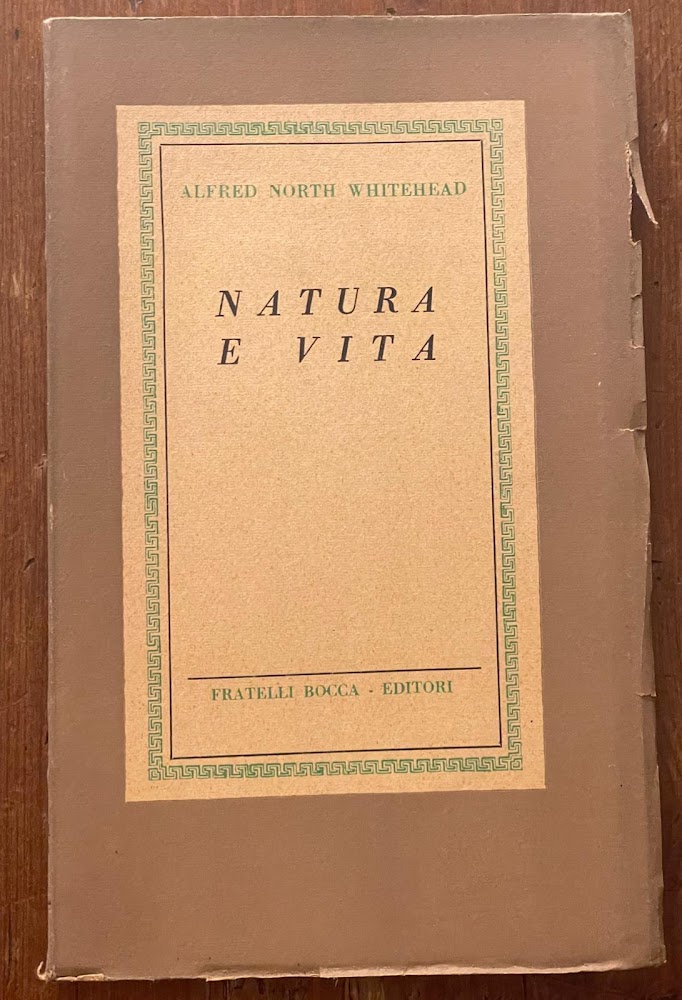 ALFRED NORTH WHITEHEAD
NATURA
E VITA
FRATELLI BOCCA - EDITORI